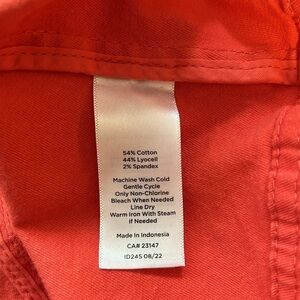 54% Cotton
44% Lyocell
2% Spandex
Machine Wash Cold
Gentle Cycle
Only Non-Chlorine
Bleach When Needed
Line Dry
Warm Iron With Steam
If Needed
Made In Indonesia
CA# 23147
ID245 08/22